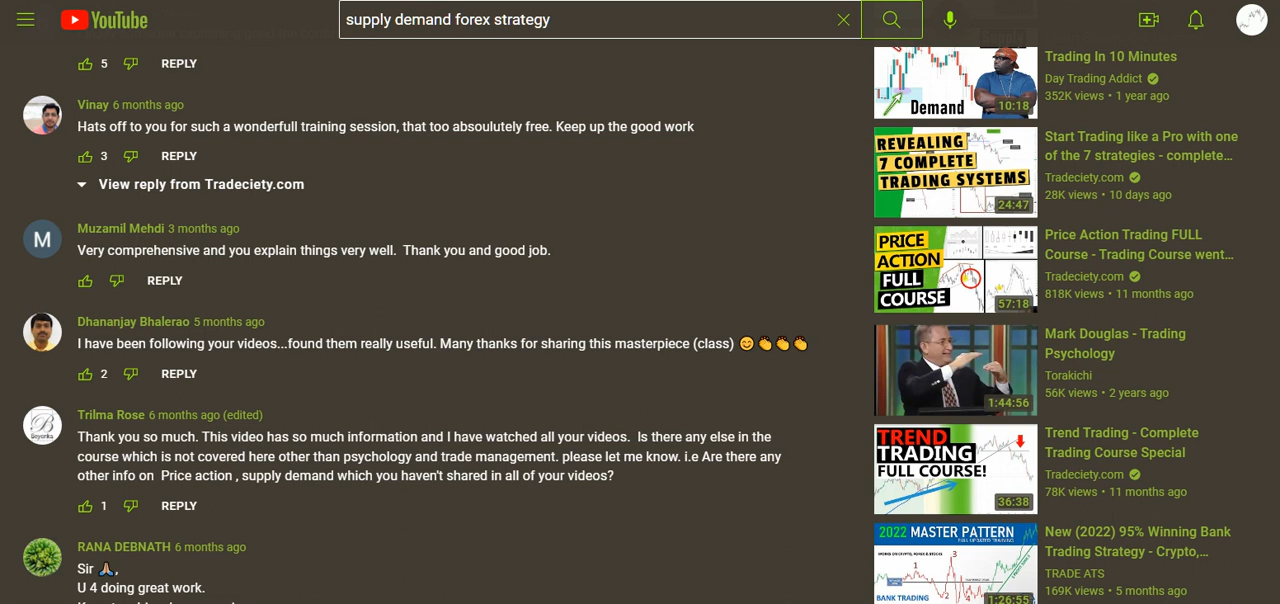 YouTube
supply demand forex strategy
5 REPLY
Vinay 6 months ago
Hats off to you for such a wonderfull training session, that too absoulutely free. Keep up the good work
3 REPLY
View reply from Tradeciety.com
M
Muzamil Mehdi 3 months ago
Very comprehensive and you explain things very well. Thank you and good job.
REPLY
Dhananjay Bhalerao 5 months ago
I have been following your videos...found them really useful. Many thanks for sharing this masterpiece (class) 😊👏👏👏
2 REPLY
Trilma Rose 6 months ago (edited)
Thank you so much. This video has so much information and I have watched all your videos. Is there any else in the
course which is not covered here other than psychology and trade management. please let me know. i.e Are there any
other info on Price action , supply demand which you haven't shared in all of your videos?
1 REPLY
RANA DEBNATH 6 months ago
Sir 🙏,
U 4 doing great work.
Demand
10:18
Trading In 10 Minutes
Day Trading Addict
352K views • 1 year ago
REVEALING
7 COMPLETE
TRADING SYSTEMS
24:47
Start Trading like a Pro with one
of the 7 strategies - complete…
Tradeciety.com
28K views • 10 days ago
PRICE
ACTION
FULL
COURSE
57:18
Price Action Trading FULL
Course - Trading Course went…
Tradeciety.com
818K views • 11 months ago
1:44:56
Mark Douglas - Trading
Psychology
Torakichi
56K views • 2 years ago
TREND
TRADING
FULL COURSE!
36:38
Trend Trading - Complete
Trading Course Special
Tradeciety.com
78K views • 11 months ago
2022 MASTER PATTERN
1
3
2
BANK TRADING
1:26:55
New (2022) 95% Winning Bank
Trading Strategy - Crypto,…
TRADE ATS
169K views • 5 months ago